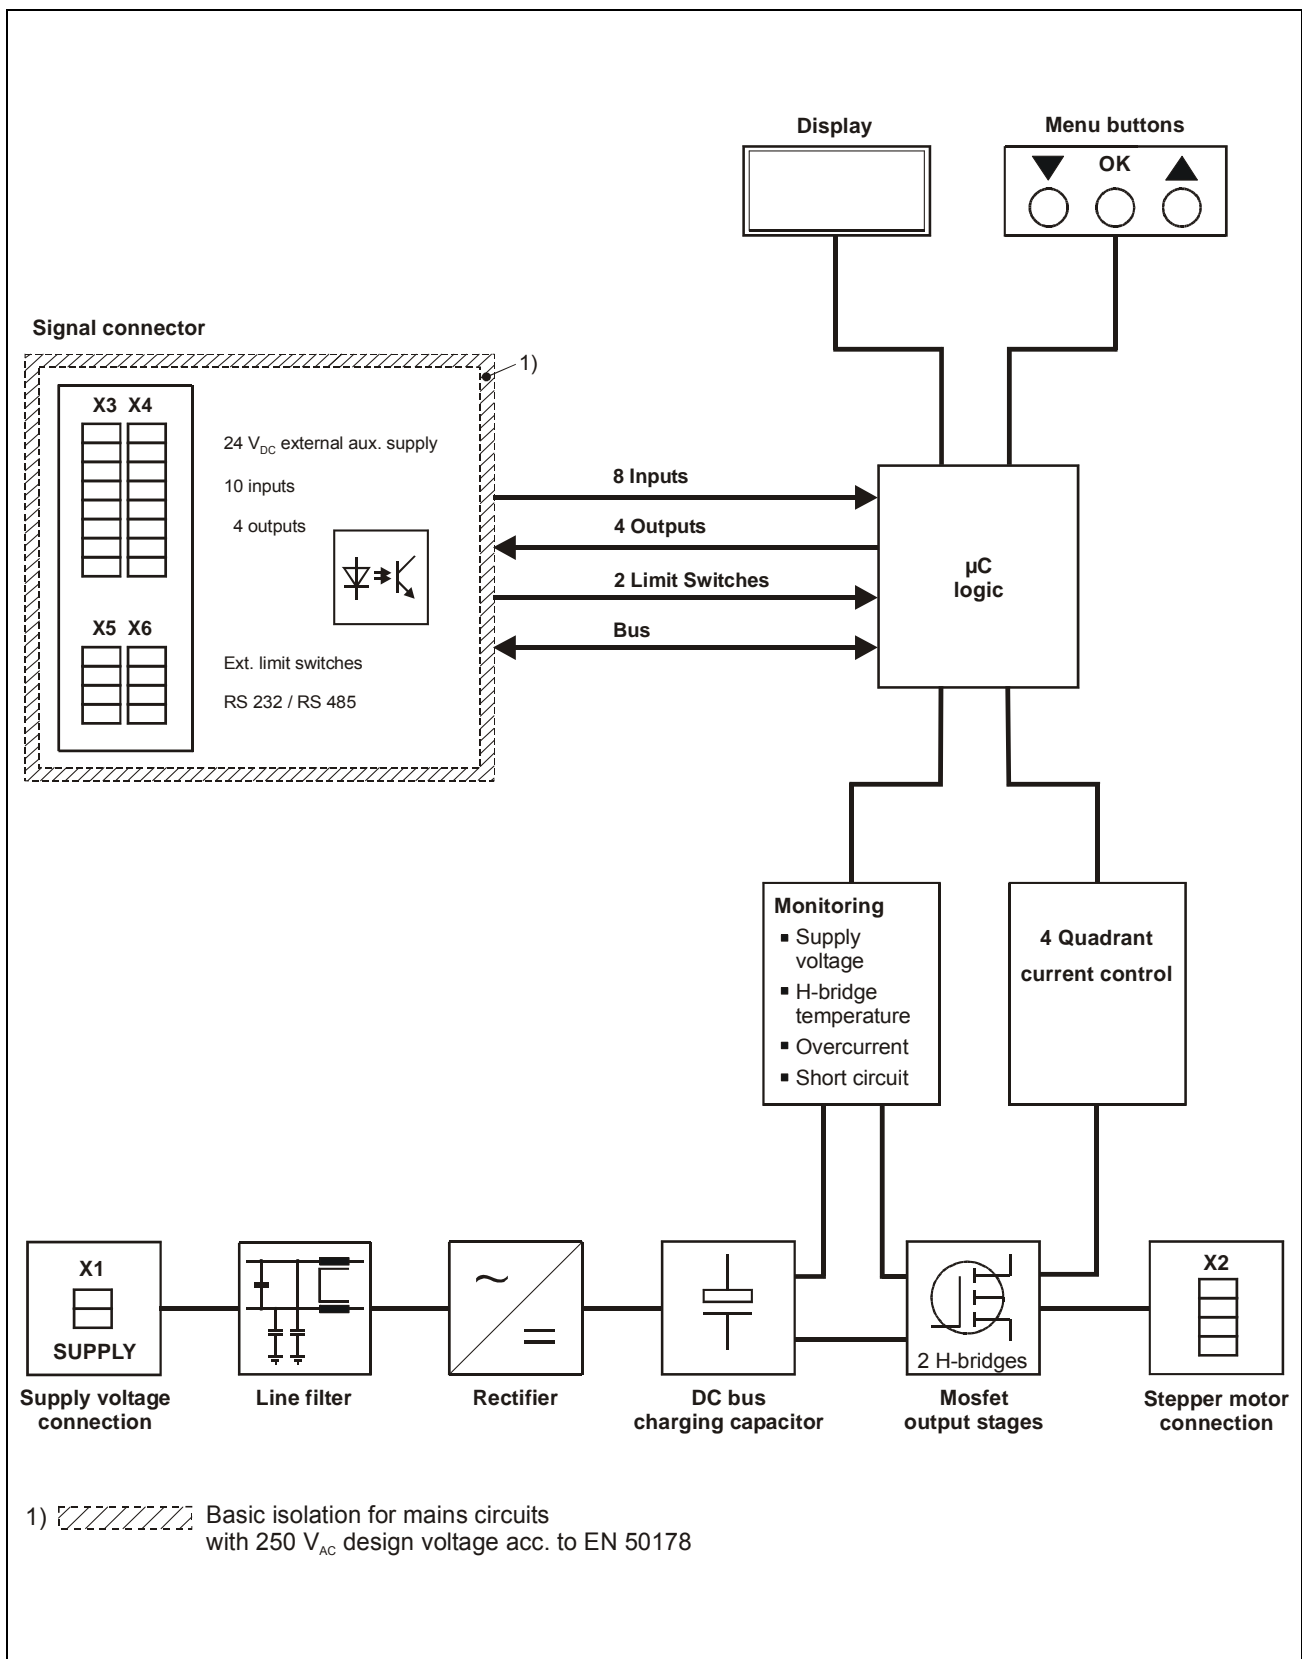 Display
Menu buttons
OK
Signal connector
1)
X3 X4
24 VDC external aux. supply
10 inputs
4 outputs
X5 X6
Ext. limit switches
RS 232 / RS 485
8 Inputs
4 Outputs
2 Limit Switches
Bus
µC
logic
Monitoring
▪ Supply
voltage
▪ H-bridge
temperature
▪ Overcurrent
▪ Short circuit
4 Quadrant
current control
X1
SUPPLY
Supply voltage
connection
Line filter
Rectifier
DC bus
charging capacitor
2 H-bridges
Mosfet
output stages
X2
Stepper motor
connection
1) Basic isolation for mains circuits
with 250 VAC design voltage acc. to EN 50178